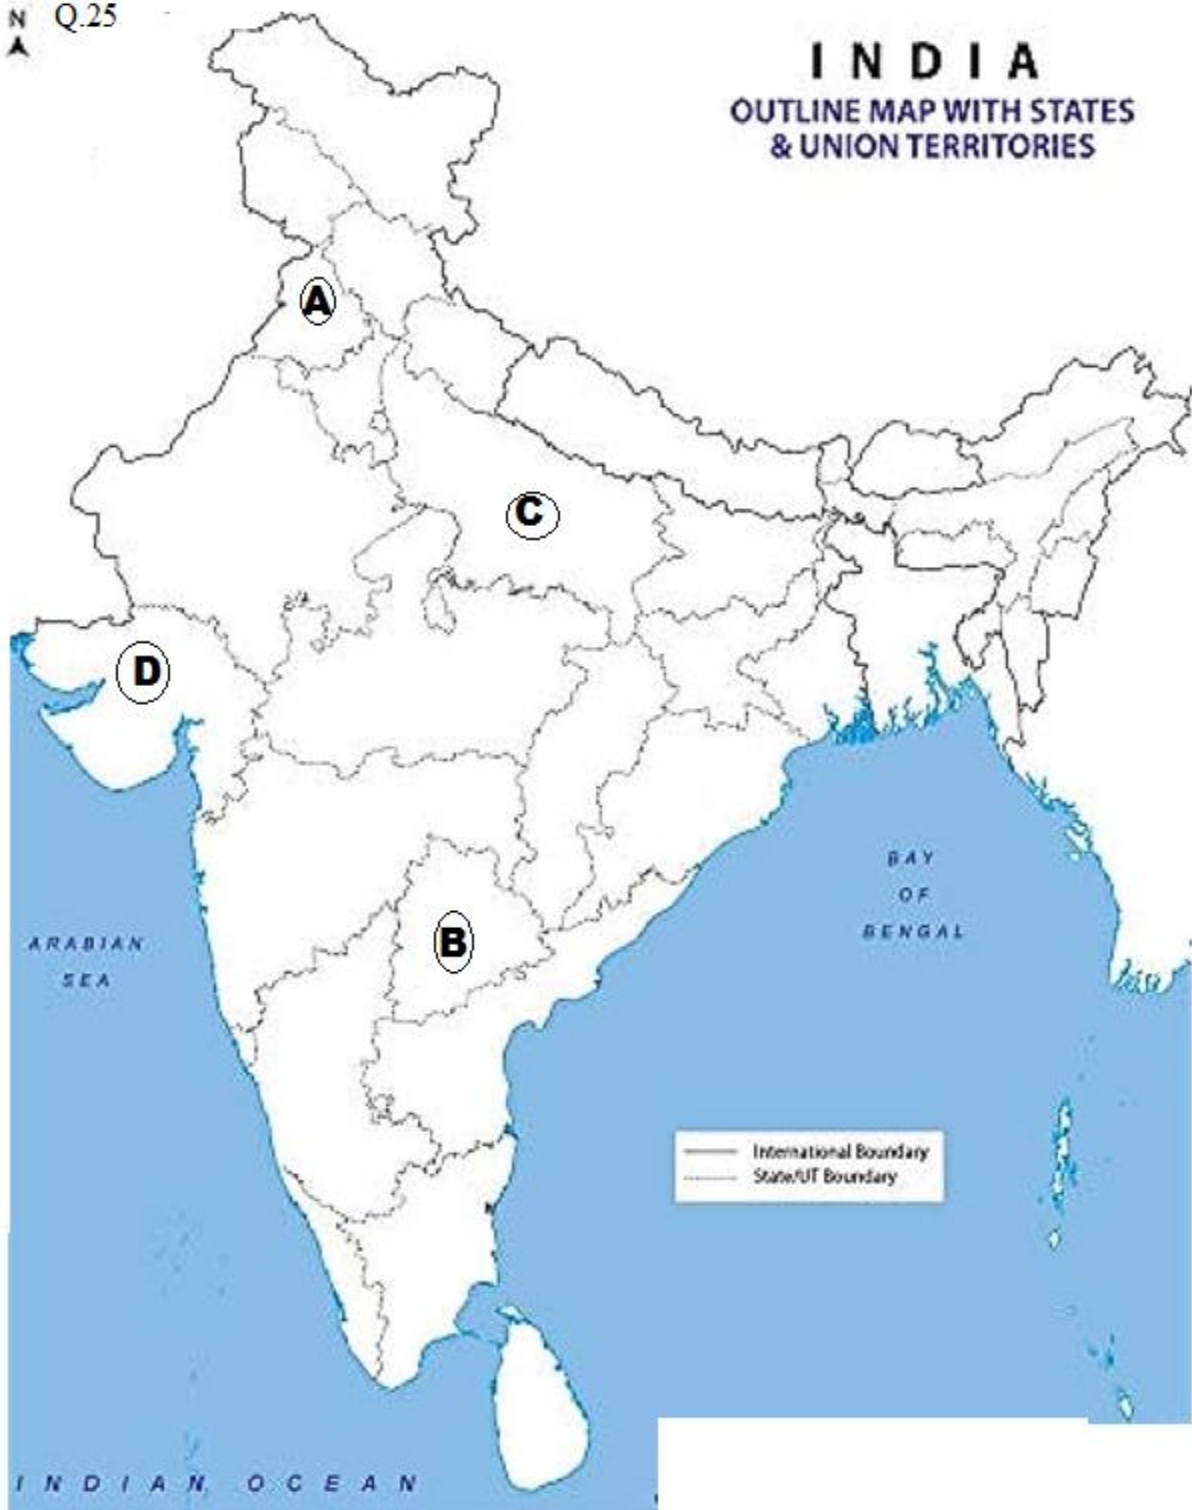 N
Q.25
INDIA
OUTLINE MAP WITH STATES
& UNION TERRITORIES
A
C
D
B
BAY
OF
BENGAL
ARABIAN
SEA
International Boundary
State/UT Boundary
INDIAN OCEAN